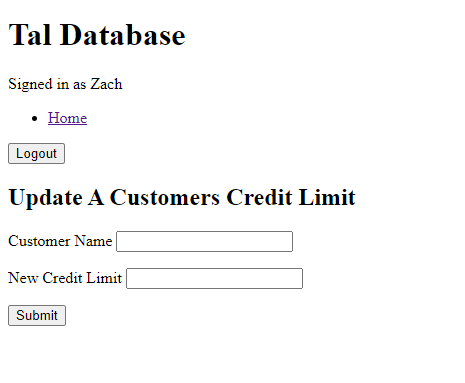 Tal Database
Signed in as Zach
Home
Logout
Update A Customers Credit Limit
Customer Name
New Credit Limit
Submit